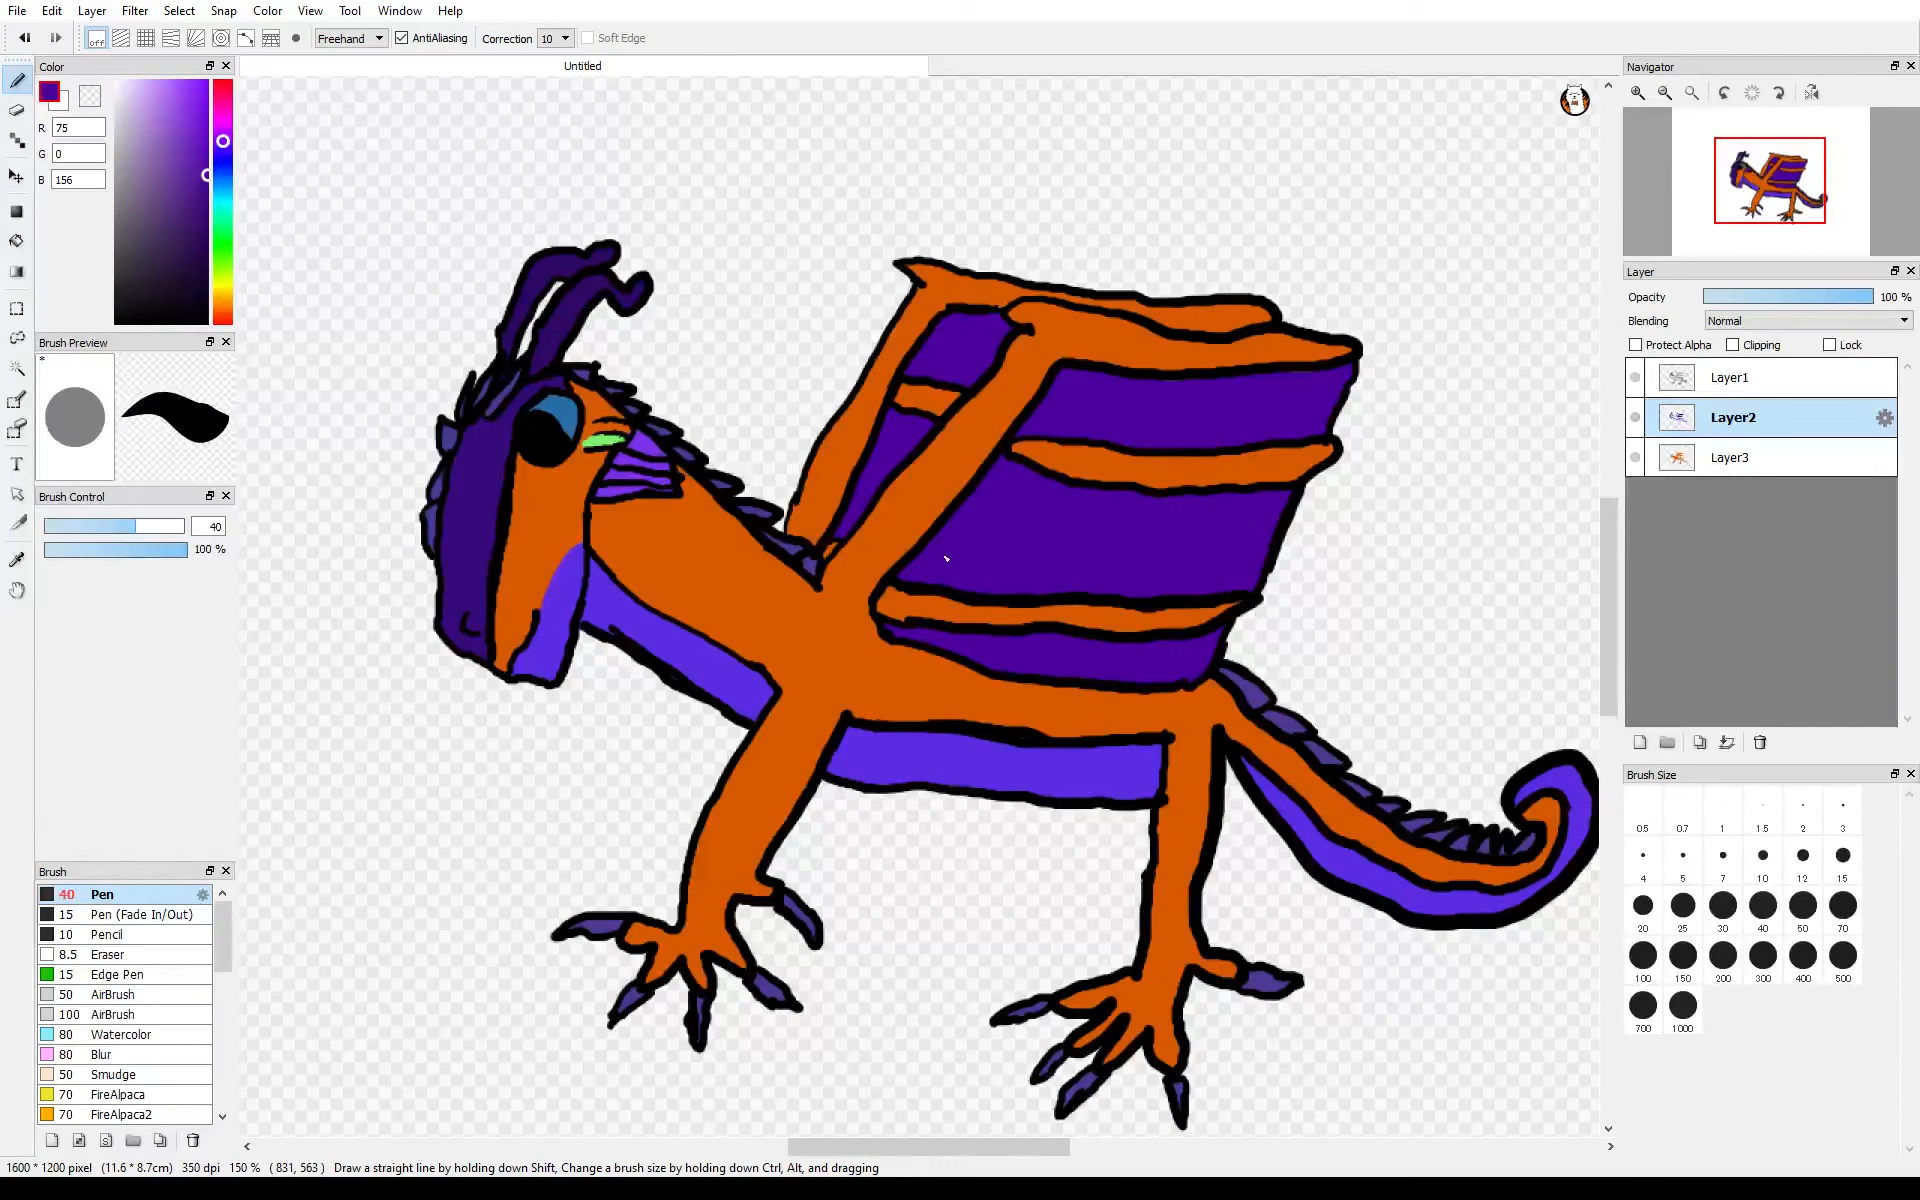 File Edit Layer Filter Select Snap Color View Tool Window Help
off Freehand AntiAliasing Correction 10 Soft Edge
Color
Untitled
Navigator
R 75
G 0
B 156
Layer
Opacity 100 %
Blending Normal
Protect Alpha Clipping Lock
Brush Preview
*
Layer1
Layer2
Layer3
Brush Control
40
100 %
Brush Size
0.5 0.7 1 1.5 2 3
4 5 7 10 12 15
20 25 30 40 50 70
100 150 200 300 400 500
700 1000
Brush
40 Pen
15 Pen (Fade In/Out)
10 Pencil
8.5 Eraser
15 Edge Pen
50 AirBrush
100 AirBrush
80 Watercolor
80 Blur
50 Smudge
70 FireAlpaca
70 FireAlpaca2
1600 * 1200 pixel (11.6 * 8.7cm) 350 dpi 150 % ( 831, 563 ) Draw a straight line by holding down Shift, Change a brush size by holding down Ctrl, Alt, and dragging